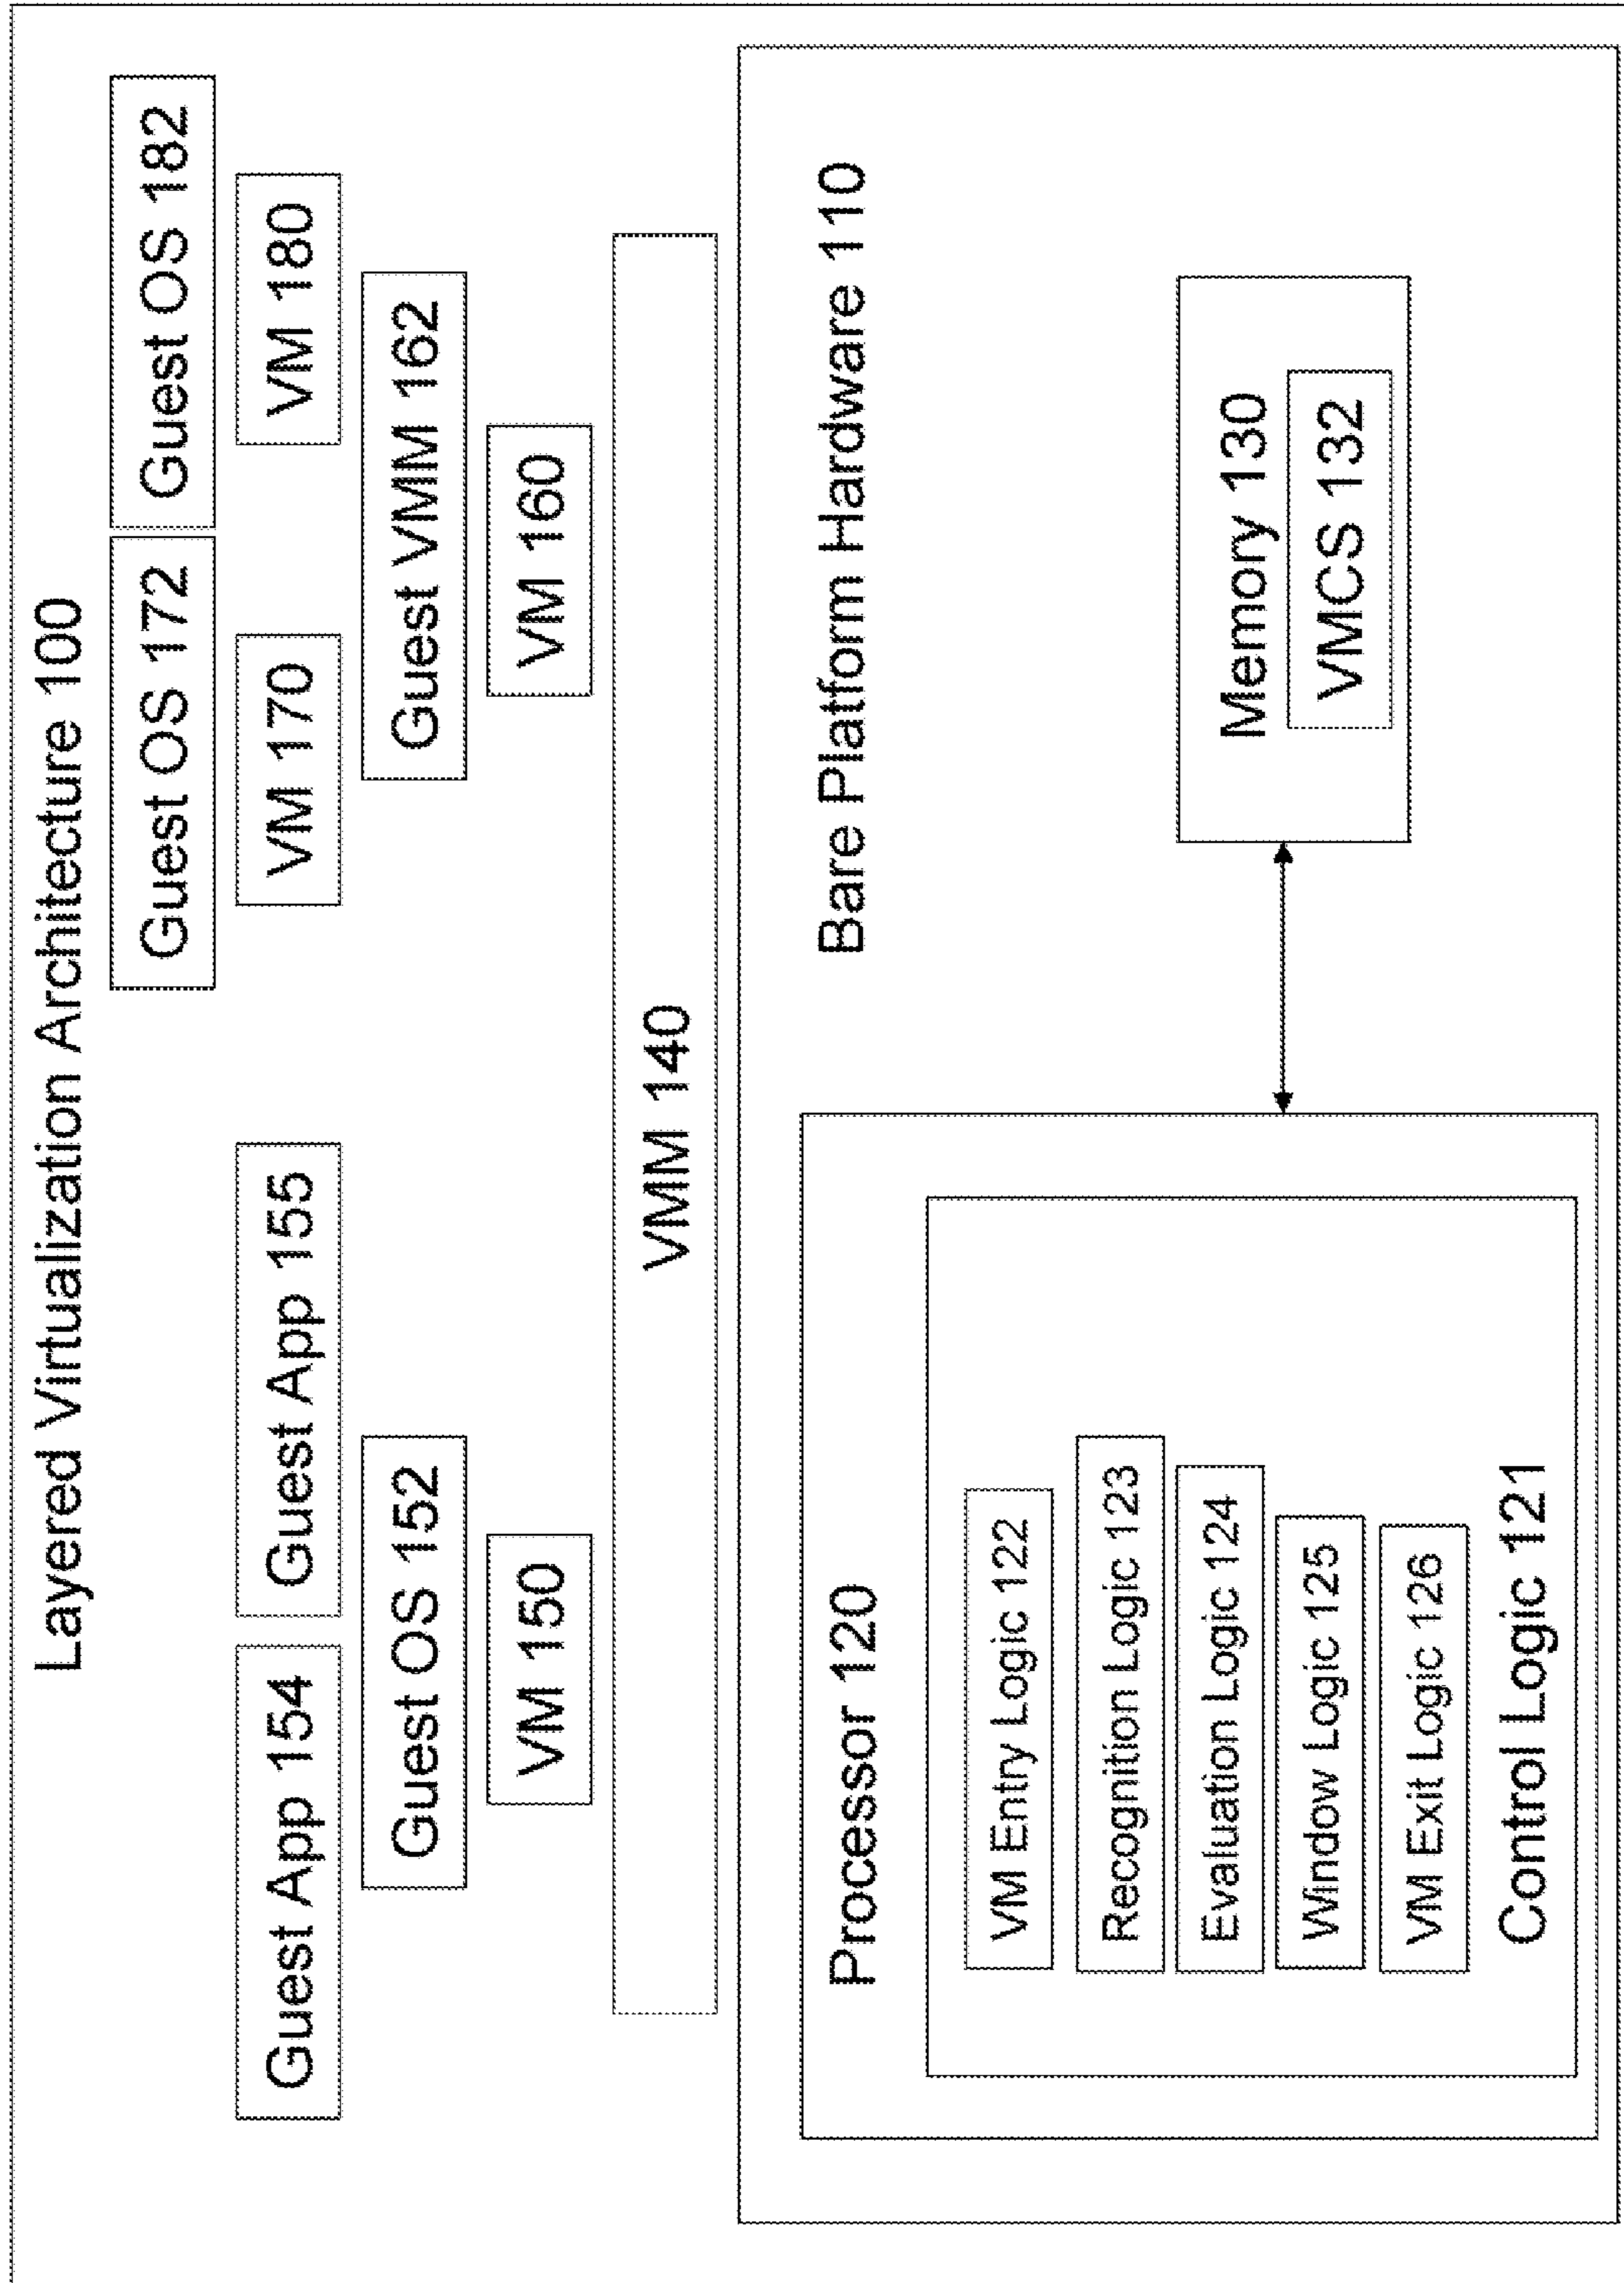 Layered Virtualization Architecture 100
Guest OS 172
Guest OS 182
Guest App 154
Guest App 155
VM 170
VM 180
Guest OS 152
Guest VMM 162
VM 150
VM 160
VMM 140
Bare Platform Hardware 110
Processor 120
VM Entry Logic 122
Recognition Logic 123
Evaluation Logic 124
Window Logic 125
VM Exit Logic 126
Control Logic 121
Memory 130
VMCS 132